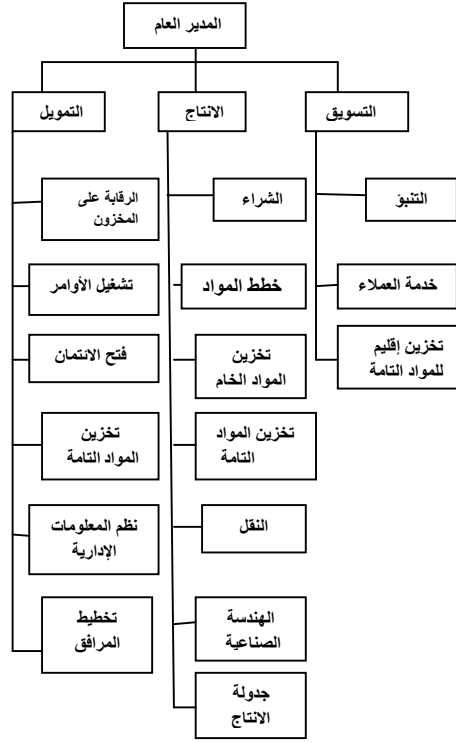 المدير العام
التسويق
الانتاج
التمويل
التنبؤ
خدمة العملاء
تخزين إقليم
للمواد التامة
الشراء
خطط المواد
تخزين
المواد الخام
تخزين المواد
التامة
النقل
الهندسة
الصناعية
جدولة
الانتاج
الرقابة على
المخزون
تشغيل الأوامر
فتح الائتمان
تخزين
المواد التامة
نظم المعلومات
الإدارية
تخطيط
المرافق